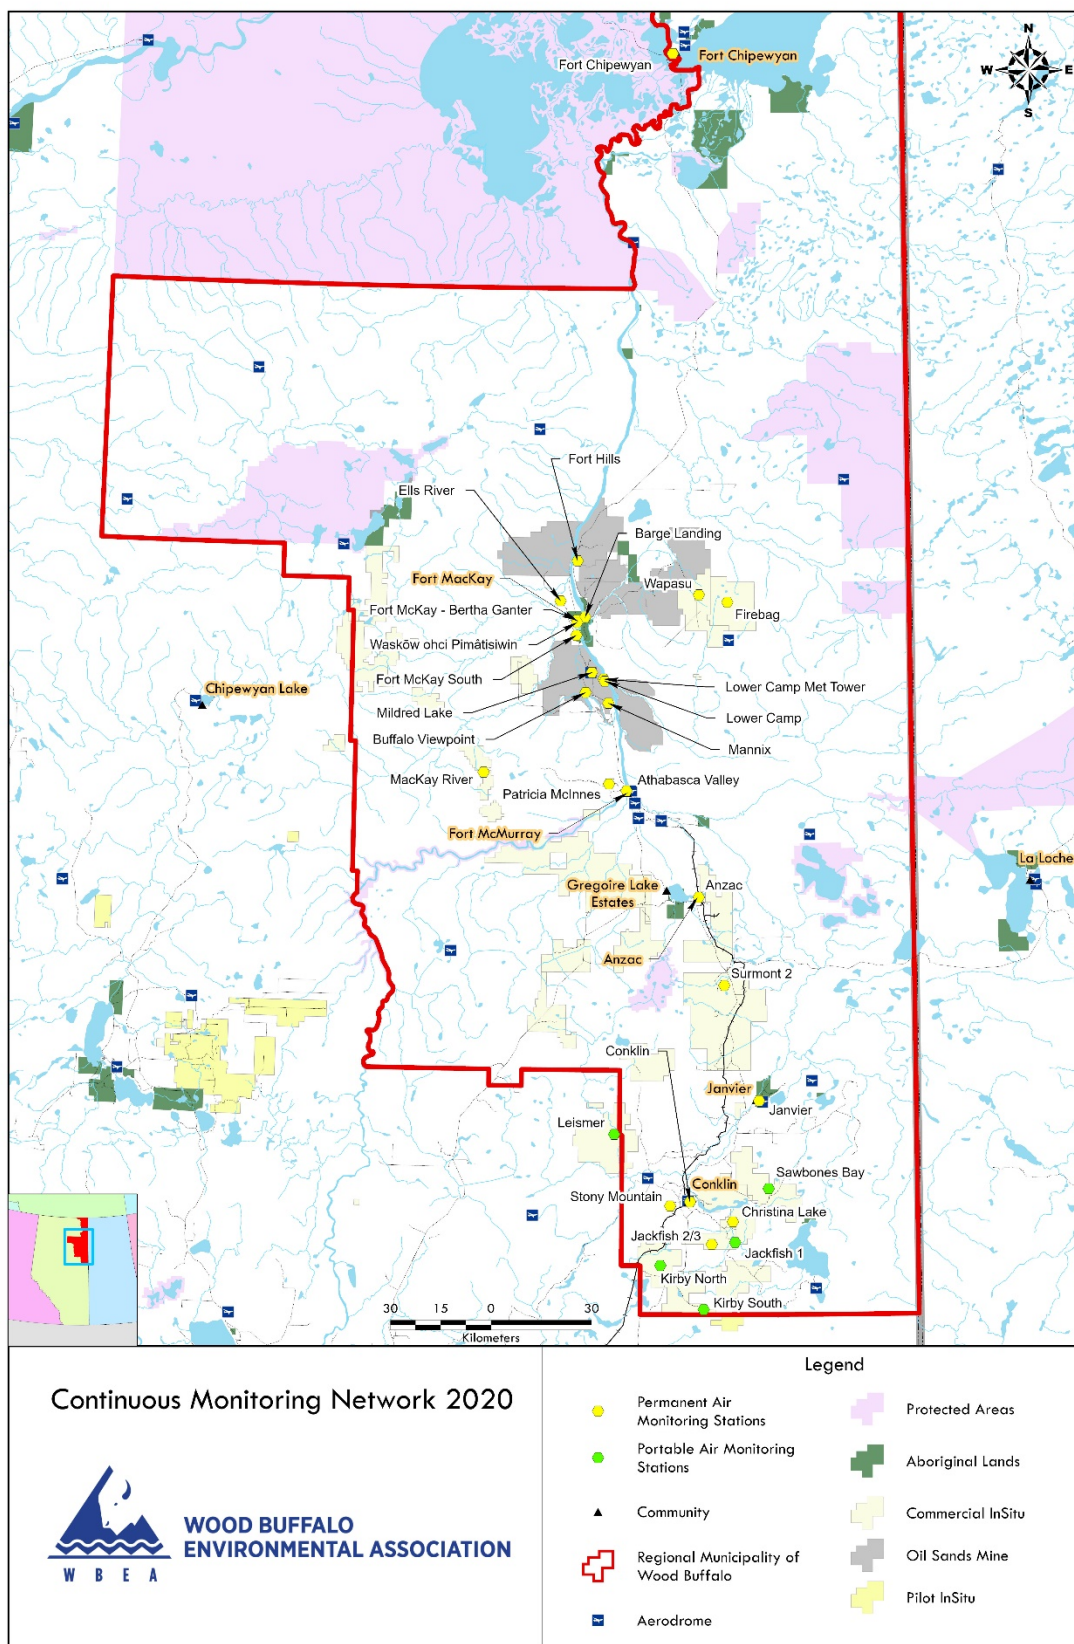 Fort Chipewyan
Fort Chipewyan
N
W
E
S
Fort Hills
Ells River
Barge Landing
Fort MacKay
Wapasu
Fort McKay - Bertha Ganter
Firebag
Waskōw ohci Pimâtisiwin
Fort McKay South
Chipewyan Lake
Lower Camp Met Tower
Mildred Lake
Lower Camp
Buffalo Viewpoint
Mannix
MacKay River
Athabasca Valley
Patricia McInnes
Fort McMurray
La Loche
Gregoire Lake
Estates
Anzac
Anzac
Surmont 2
Conklin
Janvier
Janvier
Leismer
Sawbones Bay
Conklin
Stony Mountain
Christina Lake
Jackfish 2/3
Jackfish 1
Kirby North
Kirby South
30 15 0 30
Kilometers
Continuous Monitoring Network 2020
WOOD BUFFALO
ENVIRONMENTAL ASSOCIATION
W B E A
Legend
Permanent Air
Monitoring Stations
Portable Air Monitoring
Stations
Community
Regional Municipality of
Wood Buffalo
Aerodrome
Protected Areas
Aboriginal Lands
Commercial InSitu
Oil Sands Mine
Pilot InSitu